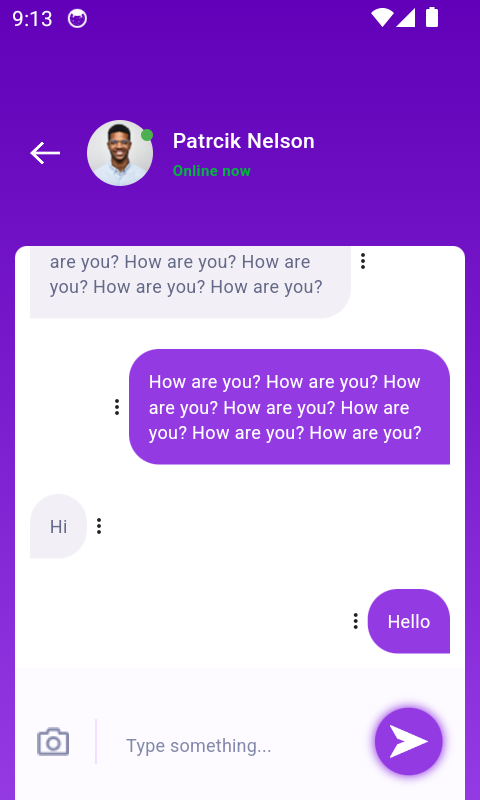 9:13
Patrcik Nelson
Online now
are you? How are you? How are
you? How are you? How are you?
How are you? How are you? How
are you? How are you? How are
you? How are you? How are you?
Hi
Hello
Type something...